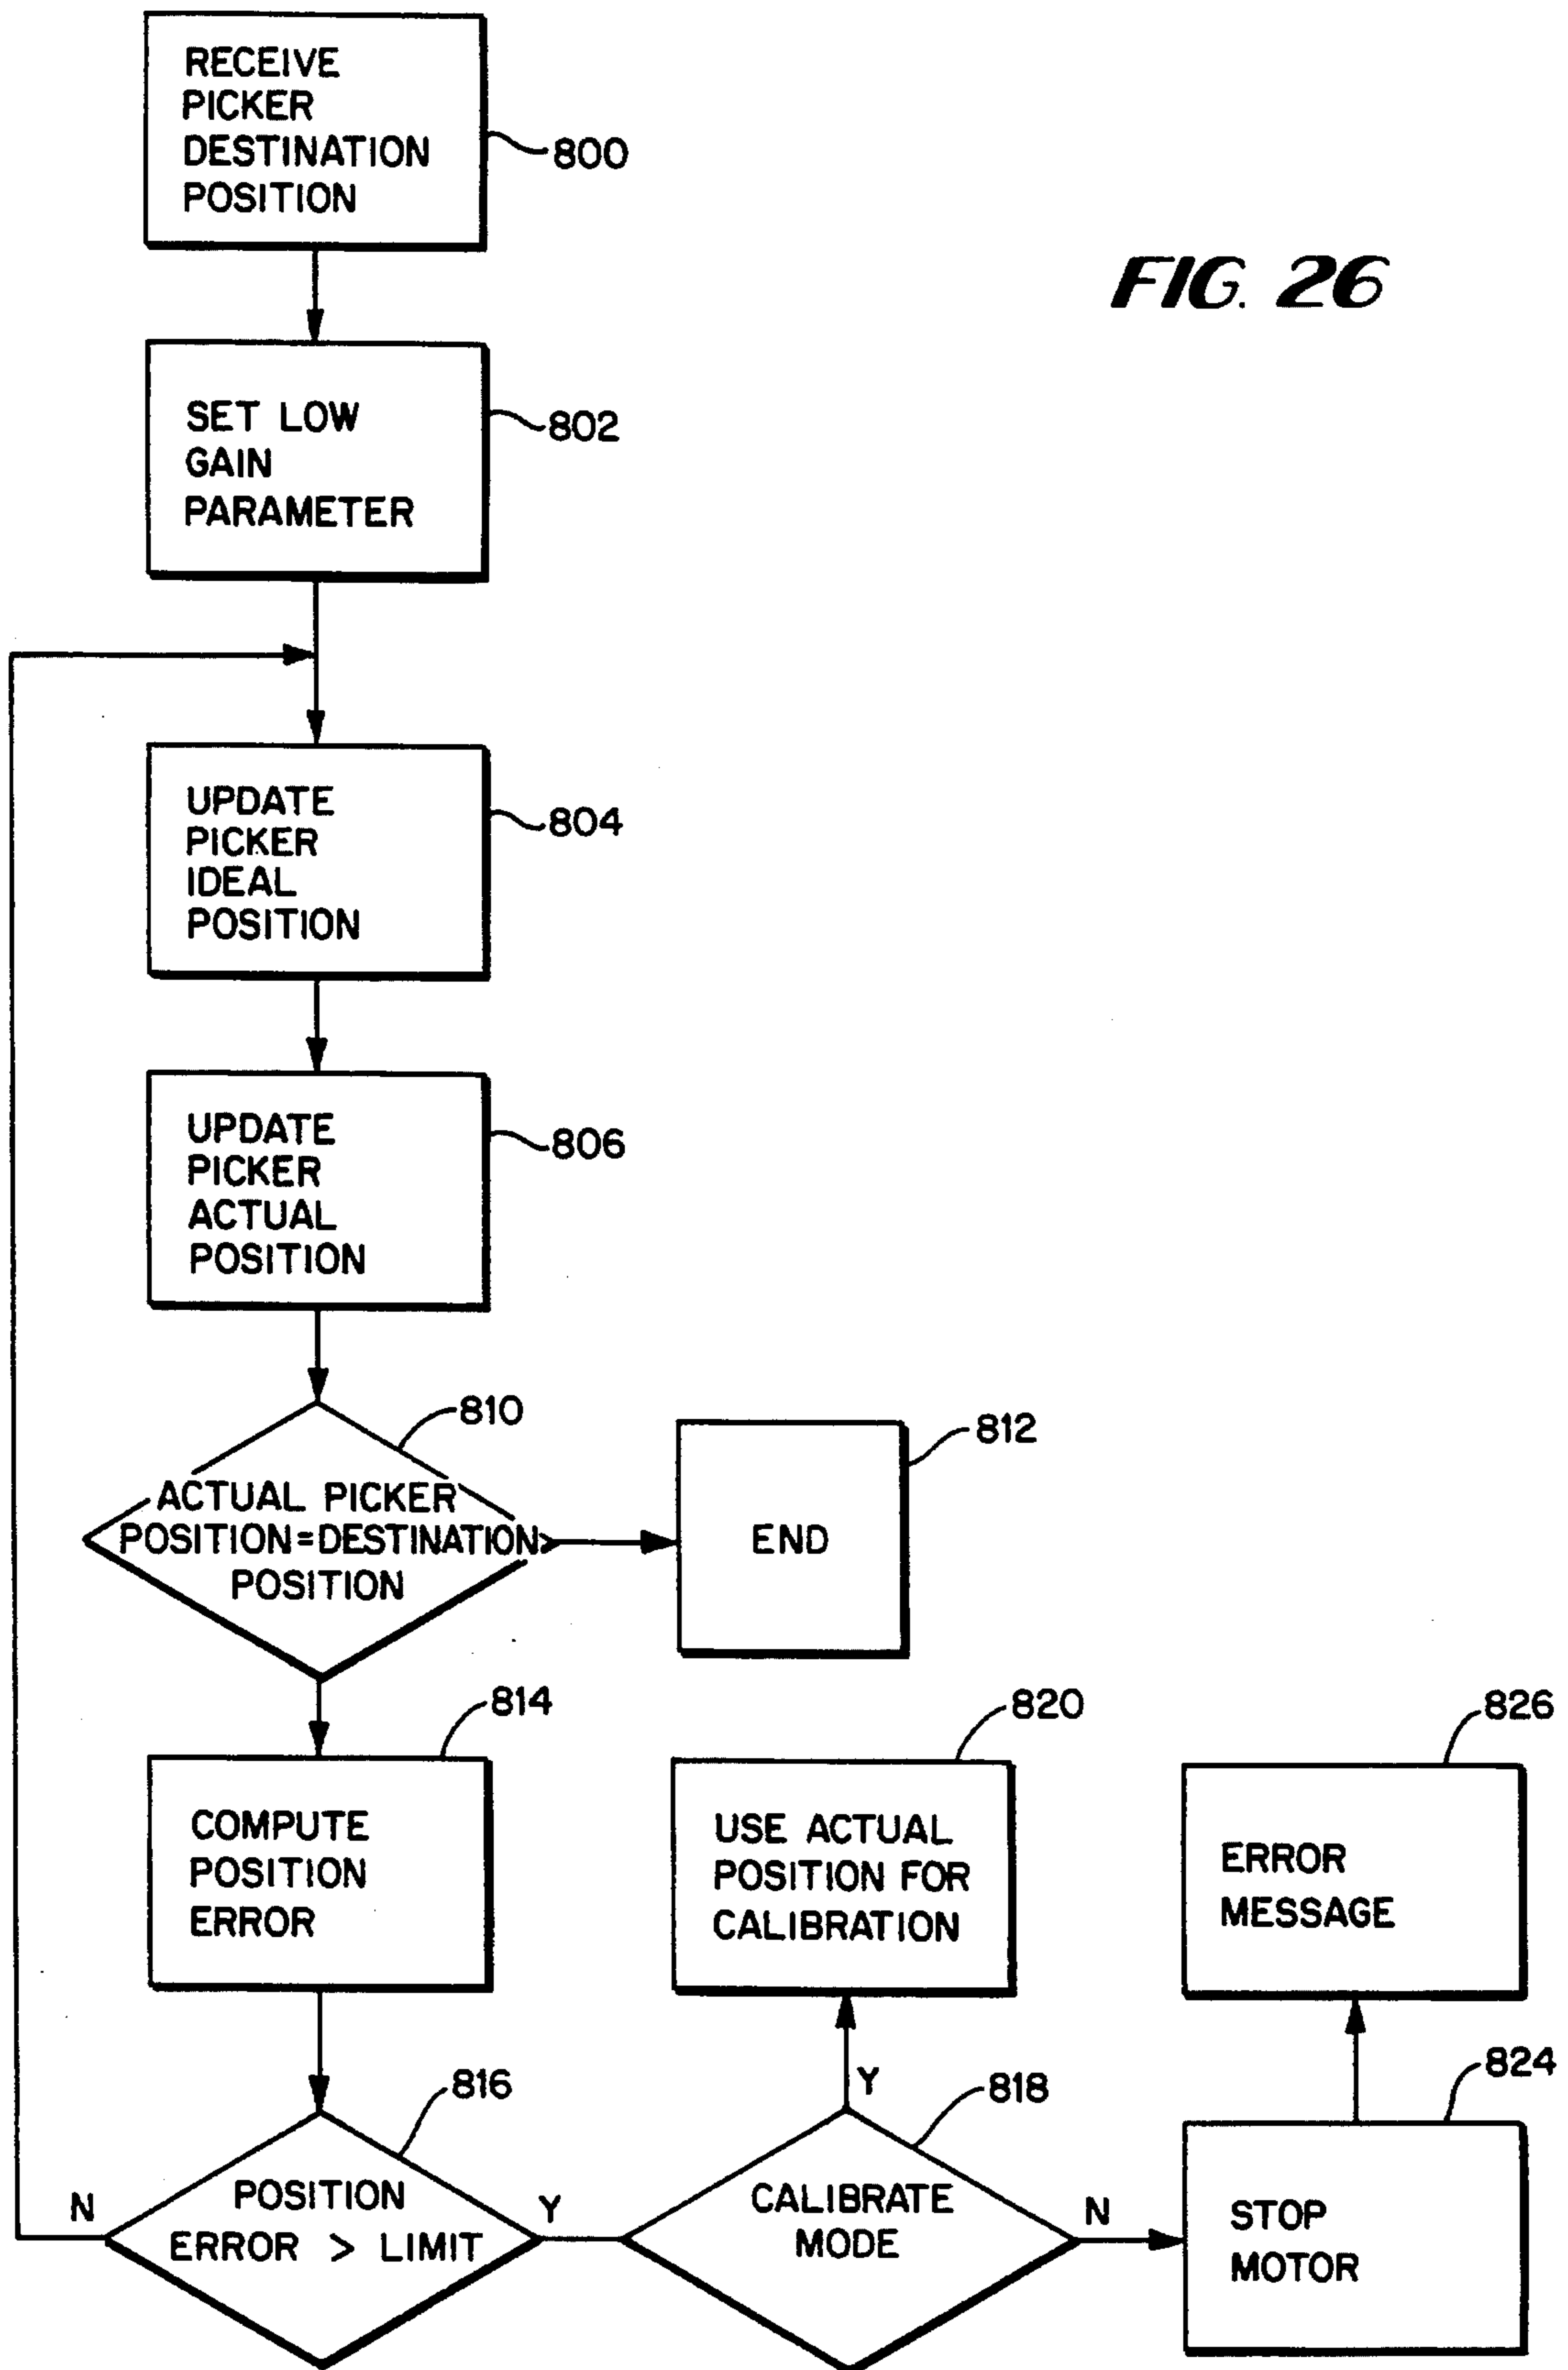 RECEIVE
PICKER
DESTINATION
POSITION
800
FIG. 26
SET LOW
GAIN
PARAMETER
802
UPDATE
PICKER
IDEAL
POSITION
804
UPDATE
PICKER
ACTUAL
POSITION
806
810
ACTUAL PICKER
POSITION=DESTINATION
POSITION
812
END
814
COMPUTE
POSITION
ERROR
820
USE ACTUAL
POSITION FOR
CALIBRATION
826
ERROR
MESSAGE
816
N
POSITION
ERROR > LIMIT
Y
Y
818
CALIBRATE
MODE
N
824
STOP
MOTOR